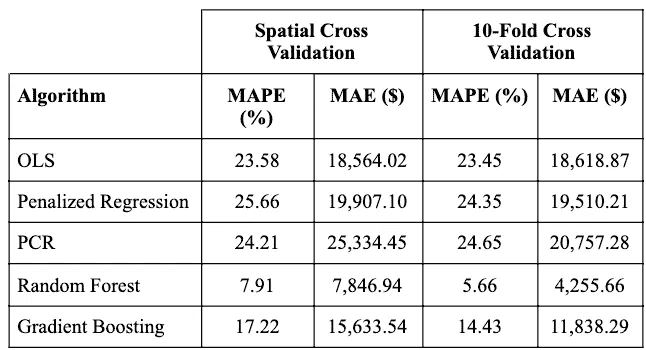 Spatial Cross Validation 10-Fold Cross Validation
Algorithm MAPE (%) MAE ($) MAPE (%) MAE ($)
OLS 23.58 18,564.02 23.45 18,618.87
Penalized Regression 25.66 19,907.10 24.35 19,510.21
PCR 24.21 25,334.45 24.65 20,757.28
Random Forest 7.91 7,846.94 5.66 4,255.66
Gradient Boosting 17.22 15,633.54 14.43 11,838.29